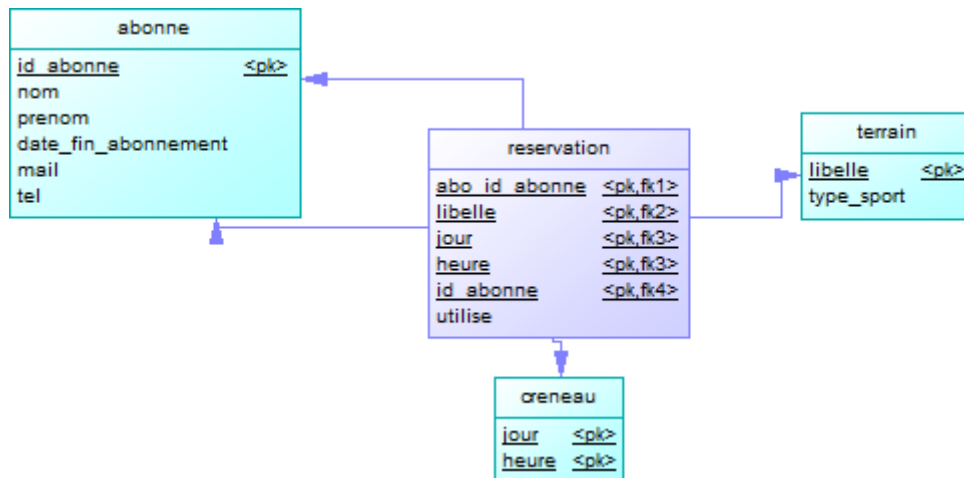 abonne
id_abonne <pk>
nom
prenom
date_fin_abonnement
mail
tel
reservation
abo_id_abonne <pk,fk1>
libelle <pk,fk2>
jour <pk,fk3>
heure <pk,fk3>
id_abonne <pk,fk4>
utilise
terrain
libelle <pk>
type_sport
creneau
jour <pk>
heure <pk>